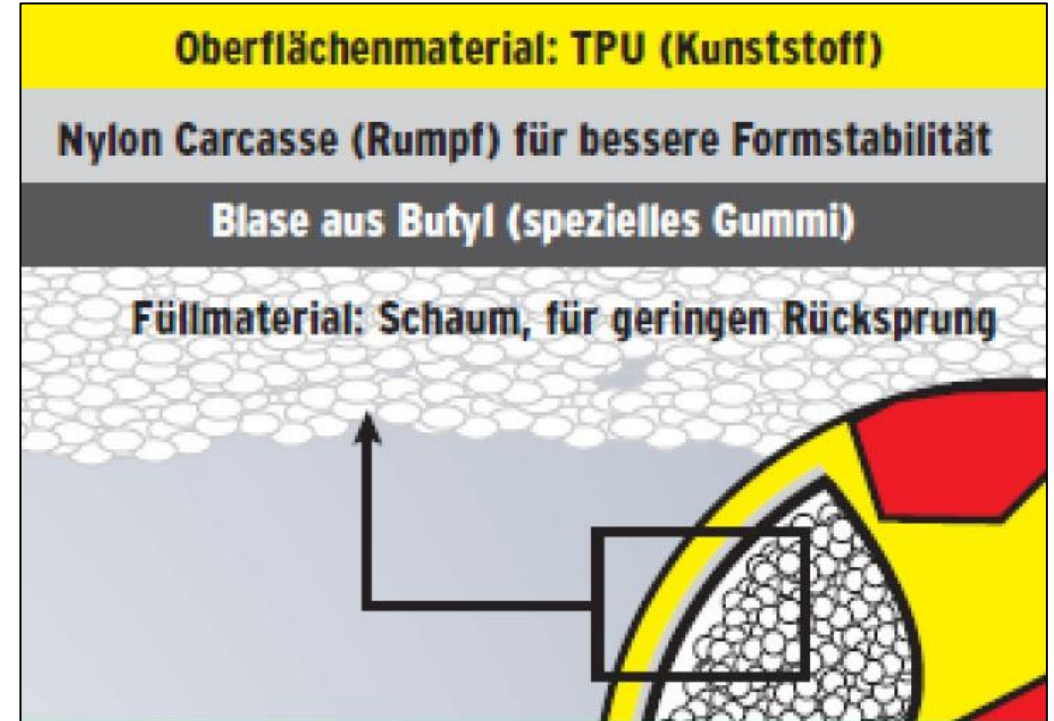 Oberflächenmaterial: TPU (Kunststoff)
Nylon Carcasse (Rumpf) für bessere Formstabilität
Blase aus Butyl (spezielles Gummi)
Füllmaterial: Schaum, für geringen Rücksprung